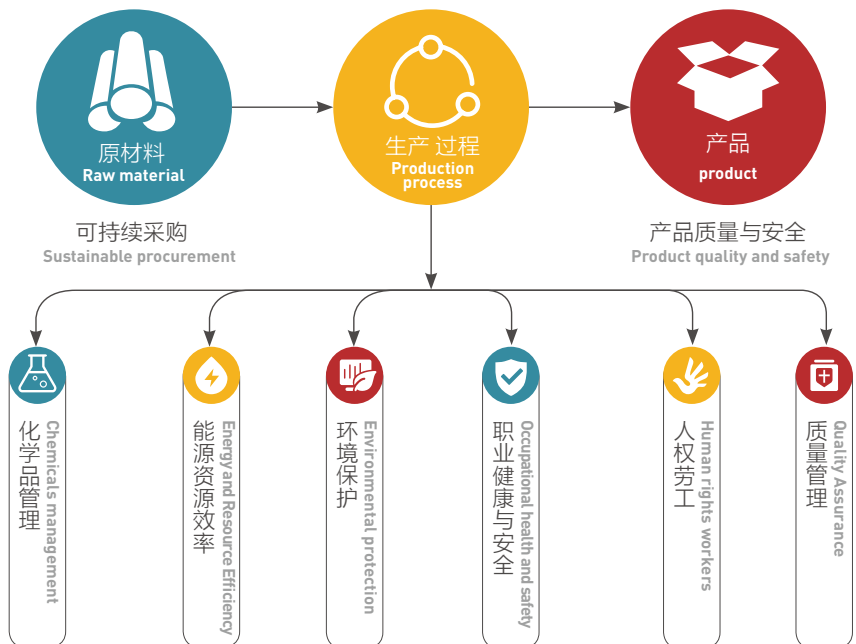 原材料
Raw material
生产 过程
Production
process
产品
product
可持续采购
Sustainable procurement
产品质量与安全
Product quality and safety
化学品管理
Chemicals management
能源资源效率
Energy and Resource Efficiency
环境保护
Environmental protection
职业健康与安全
Occupational health and safety
人权劳工
Human rights workers
质量管理
Quality Assurance